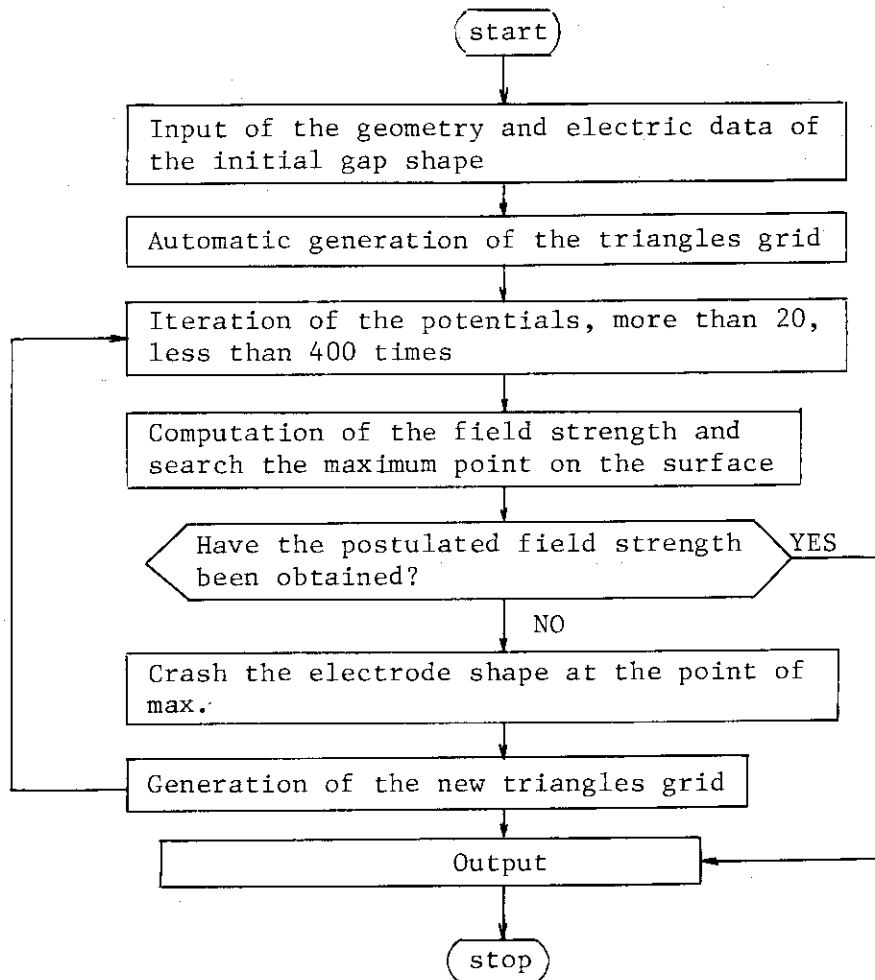 start
Input of the geometry and electric data of
the initial gap shape
Automatic generation of the triangles grid
Iteration of the potentials, more than 20,
less than 400 times
Computation of the field strength and
search the maximum point on the surface
Have the postulated field strength
been obtained?
YES
NO
Crash the electrode shape at the point of
max.
Generation of the new triangles grid
Output
stop